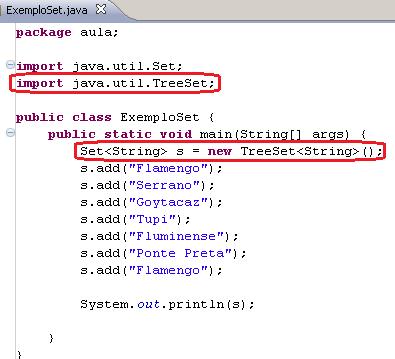 ExemploSet.java
package aula;
import java.util.Set;
import java.util.TreeSet;
public class ExemploSet {
public static void main(String[] args) {
Set<String> s = new TreeSet<String>();
s.add("Flamengo");
s.add("Serrano");
s.add("Goytacaz");
s.add("Tupi");
s.add("Fluminense");
s.add("Ponte Preta");
s.add("Flamengo");
System.out.println(s);
}
}